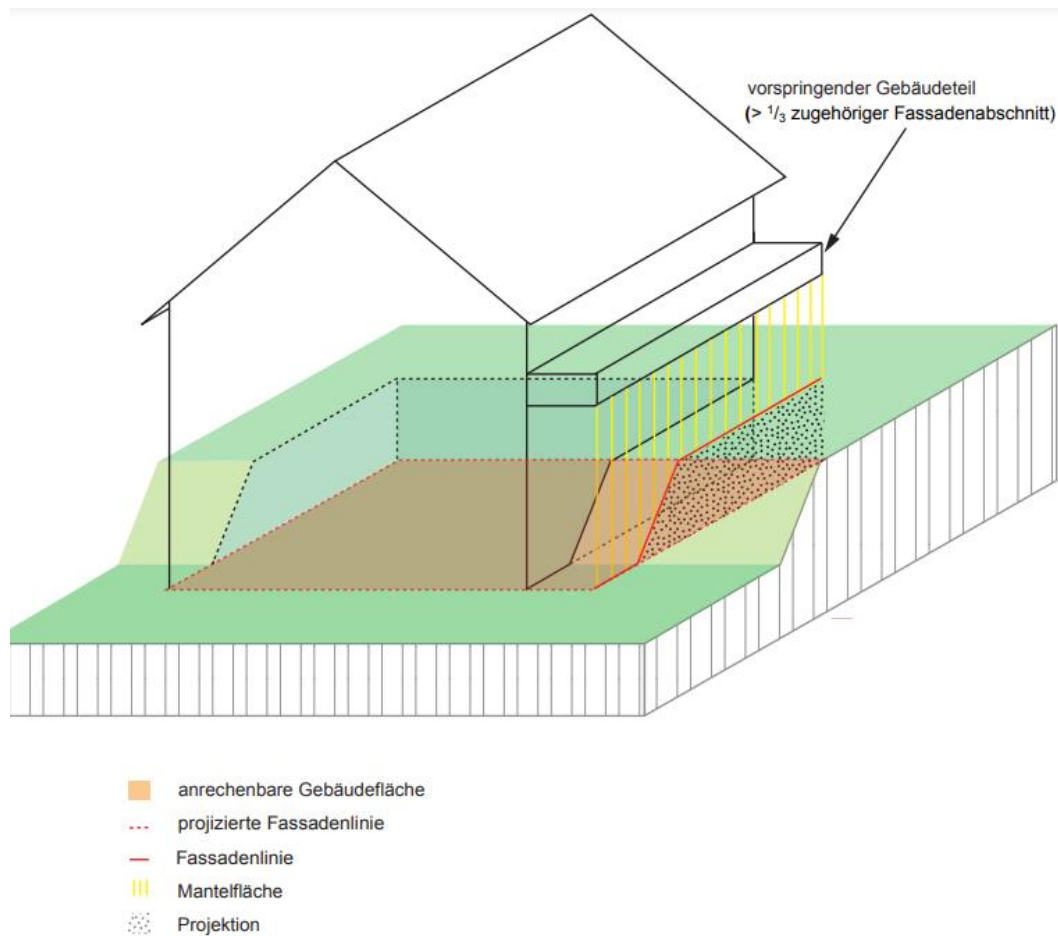 vorspringender Gebäudeteil
(> 1/3 zugehöriger Fassadenabschnitt)
anrechenbare Gebäudefläche
projizierte Fassadenlinie
Fassadenlinie
Mantelfläche
Projektion